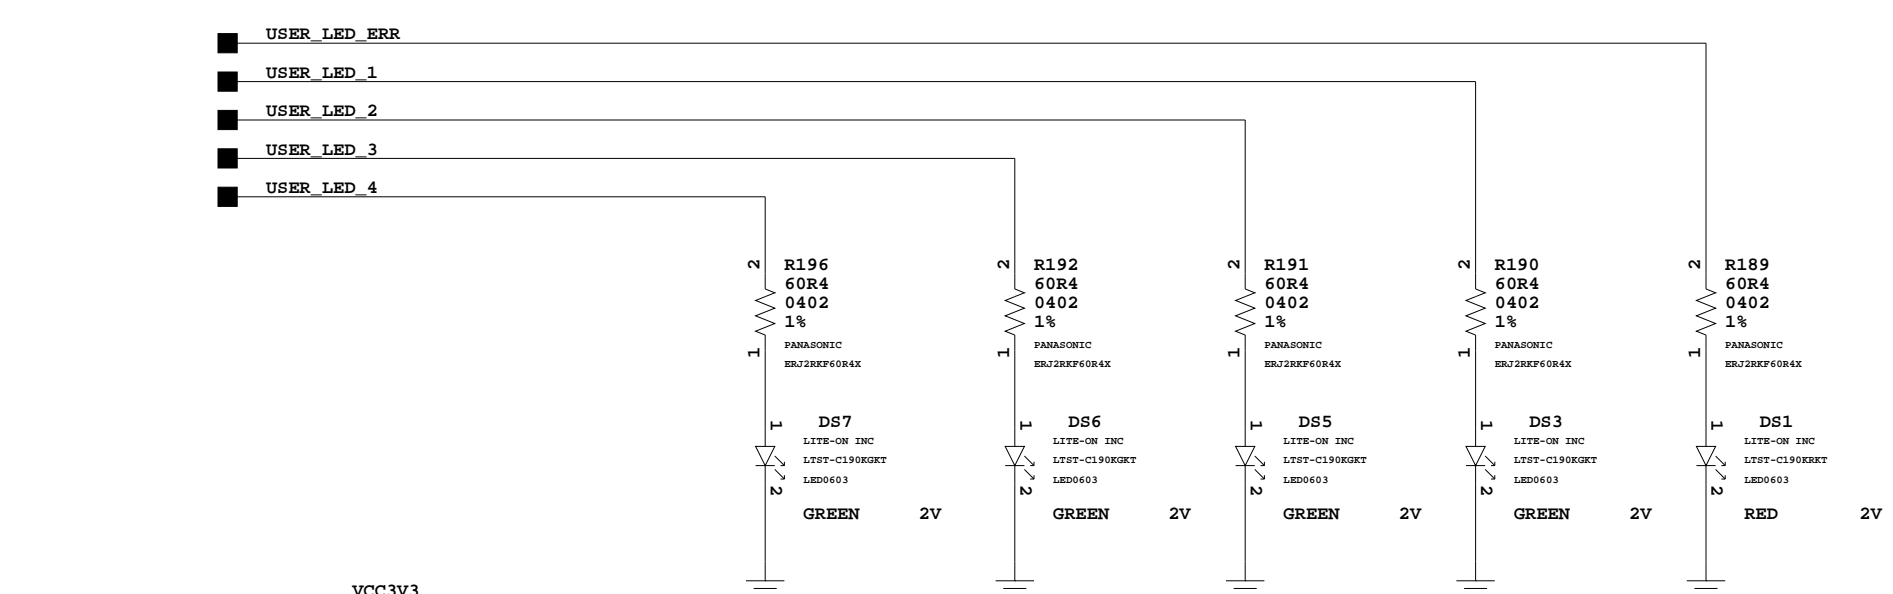 USER_LED_ERR
USER_LED_1
USER_LED_2
USER_LED_3
USER_LED_4
2
R196
60R4
0402
1%
PANASONIC
ERJ2RKF60R4X
1
2
R192
60R4
0402
1%
PANASONIC
ERJ2RKF60R4X
1
2
R191
60R4
0402
1%
PANASONIC
ERJ2RKF60R4X
1
2
R190
60R4
0402
1%
PANASONIC
ERJ2RKF60R4X
1
2
R189
60R4
0402
1%
PANASONIC
ERJ2RKF60R4X
1
1
DS7
LITE-ON INC
LTST-C190KGKT
LED0603
2
GREEN 2V
1
DS6
LITE-ON INC
LTST-C190KGKT
LED0603
2
GREEN 2V
1
DS5
LITE-ON INC
LTST-C190KGKT
LED0603
2
GREEN 2V
1
DS3
LITE-ON INC
LTST-C190KGKT
LED0603
2
GREEN 2V
1
DS1
LITE-ON INC
LTST-C190KRKT
LED0603
2
RED 2V
VCC3V3